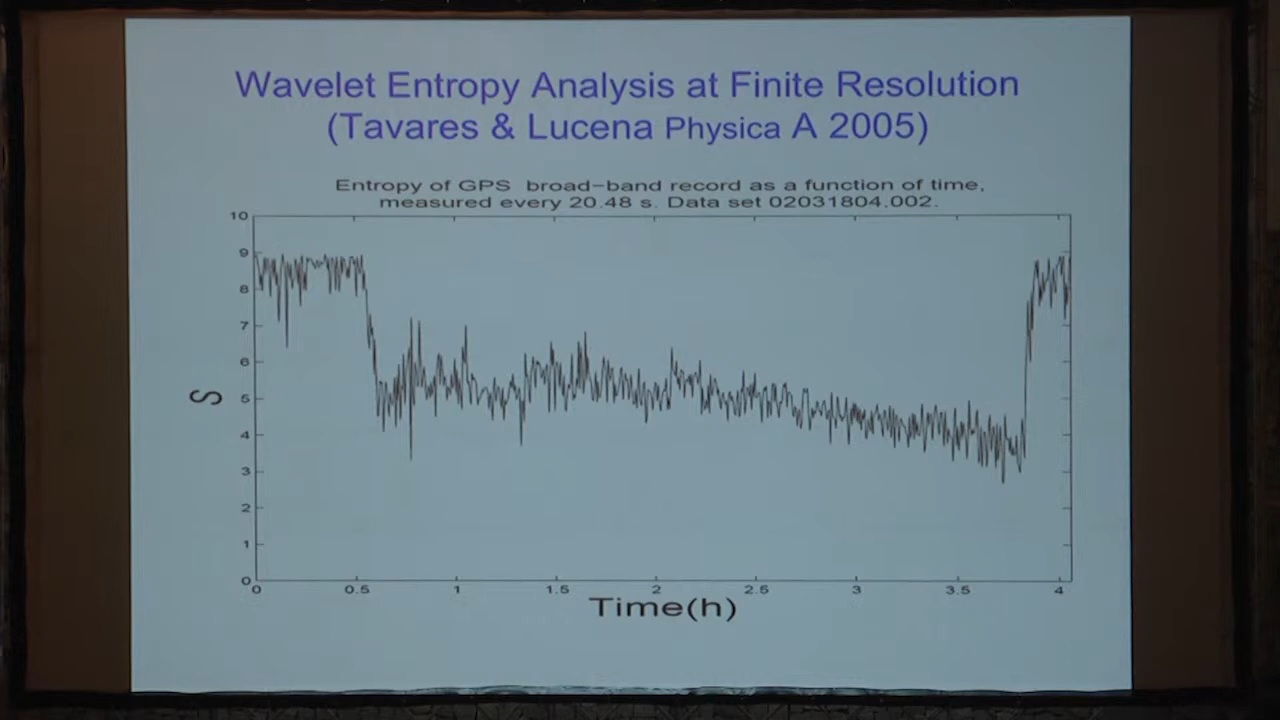 Wavelet Entropy Analysis at Finite Resolution
(Tavares & Lucena Physica A 2005)
Entropy of GPS broad-band record as a function of time,
measured every 20.48 s. Data set 02031804.002.
10
9
8
7
6
5
4
3
2
1
0
S
0 0.5 1 1.5 2 2.5 3 3.5 4
Time(h)